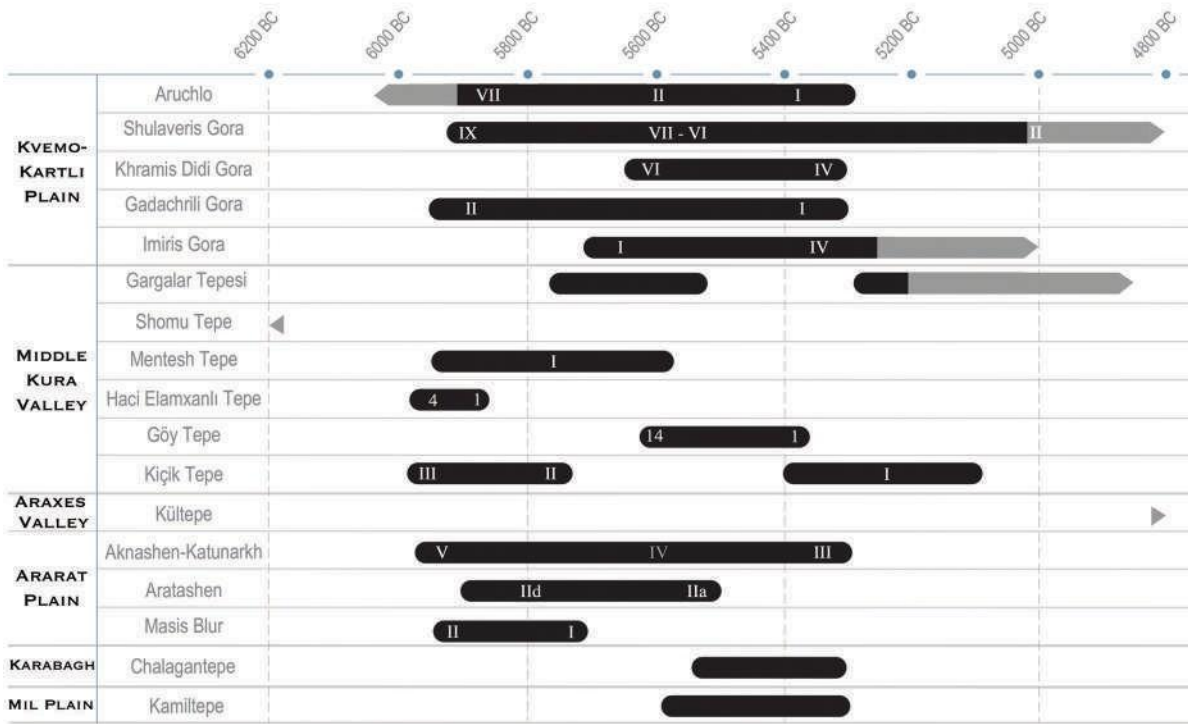 6200 BC 6000 BC 5800 BC 5600 BC 5400 BC 5200 BC 5000 BC 4800 BC
KVEMO-
KARTLI
PLAIN
Aruchlo VII II I
Shulaveris Gora IX VII - VI II
Khramis Didi Gora VI IV
Gadachrili Gora II I
Imiris Gora I IV
MIDDLE
KURA
VALLEY
Gargalar Tepesi
Shomu Tepe
Mentesh Tepe I
Haci Elamxanlı Tepe 4 1
Göy Tepe 14 1
Kiçik Tepe III II I
ARAXES
VALLEY
Kültepe
ARARAT
PLAIN
Aknashen-Katunarkh V IV III
Aratashen IId IIa
Masis Blur II I
KARABAGH Chalagantepe
MIL PLAIN Kamiltepe